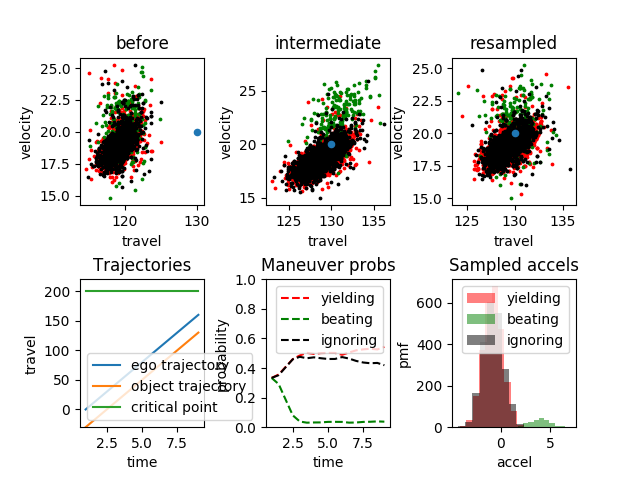 before
25.0
22.5
20.0
17.5
15.0
velocity
120
130
travel
intermediate
25
20
15
velocity
125
130
135
travel
resampled
25.0
22.5
20.0
17.5
15.0
velocity
125
130
135
travel
Trajectories
200
150
100
50
0
travel
ego trajectory
object trajectory
critical point
2.5
5.0
7.5
time
Maneuver probs
1.0
0.8
0.6
0.4
0.2
0.0
probability
yielding
beating
ignoring
2.5
5.0
7.5
time
Sampled accels
600
400
200
0
pmf
yielding
beating
ignoring
0
5
accel